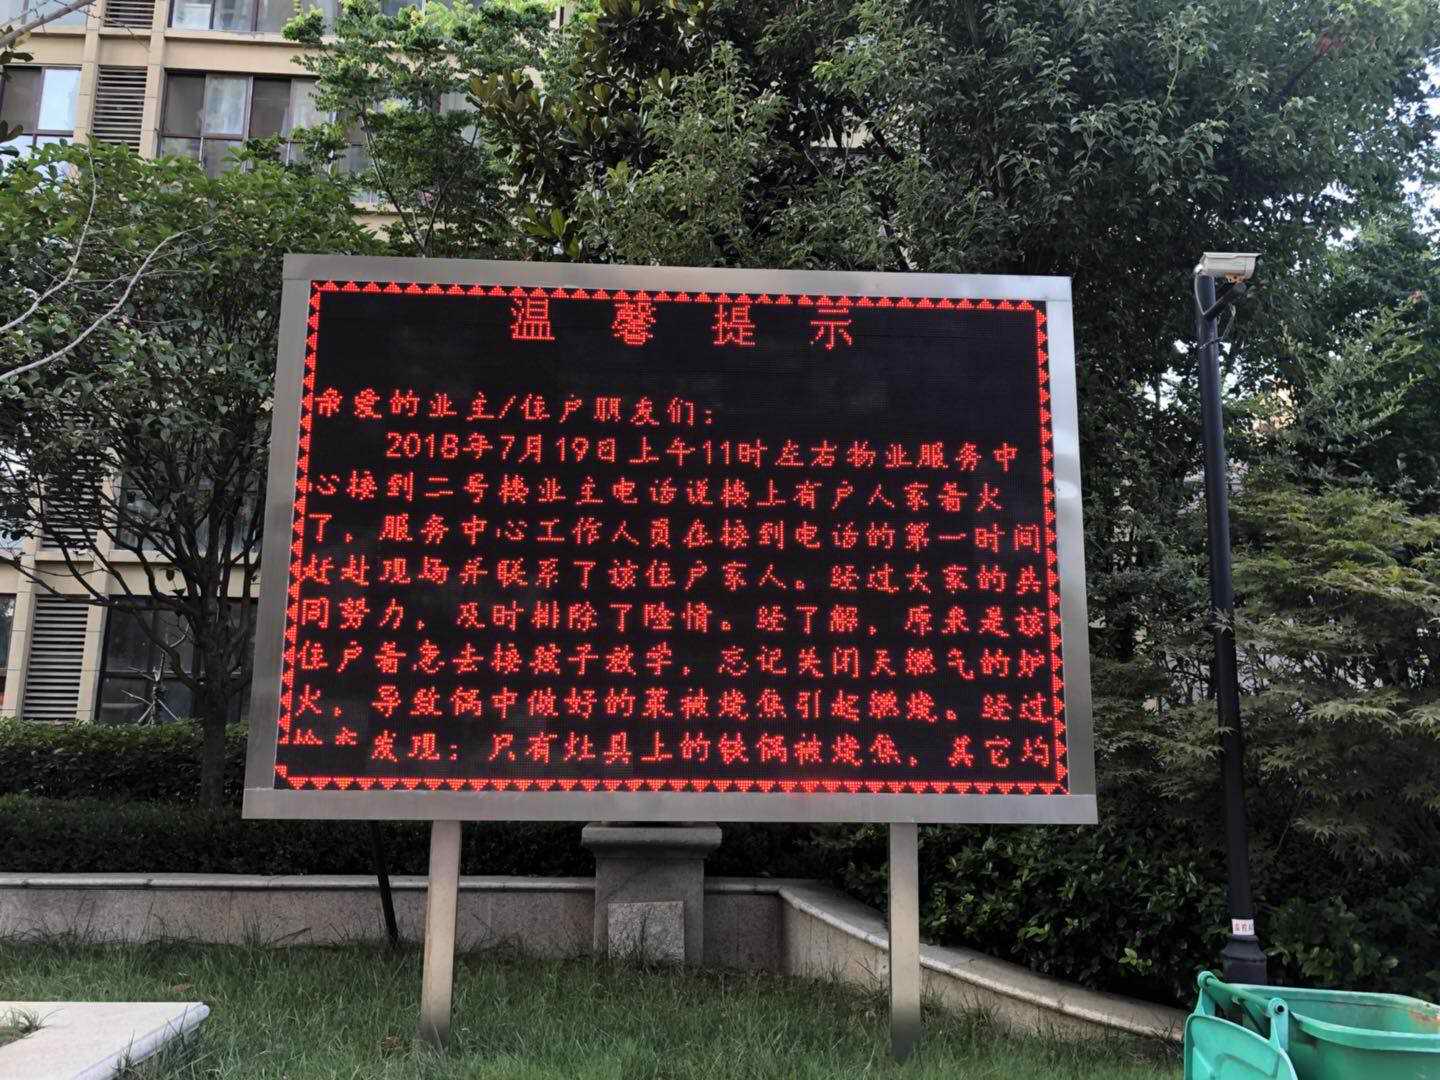 温馨提示
亲爱的业主/住户朋友们：
2018年7月19日上午11时左右物业服务中
心接到二号楼业主电话说楼上有户人家着火
了，服务中心工作人员在接到电话的第一时间
赶赴现场并联系了该住户家人。经过大家的共
同努力，及时排除了险情。经了解，原来是该
住户着急去接孩子放学，忘记关闭天燃气的炉
火，导致锅中做好的菜被烧焦引起燃烧。经过
发现：只有灶具上的铁锅被烧焦，其它均